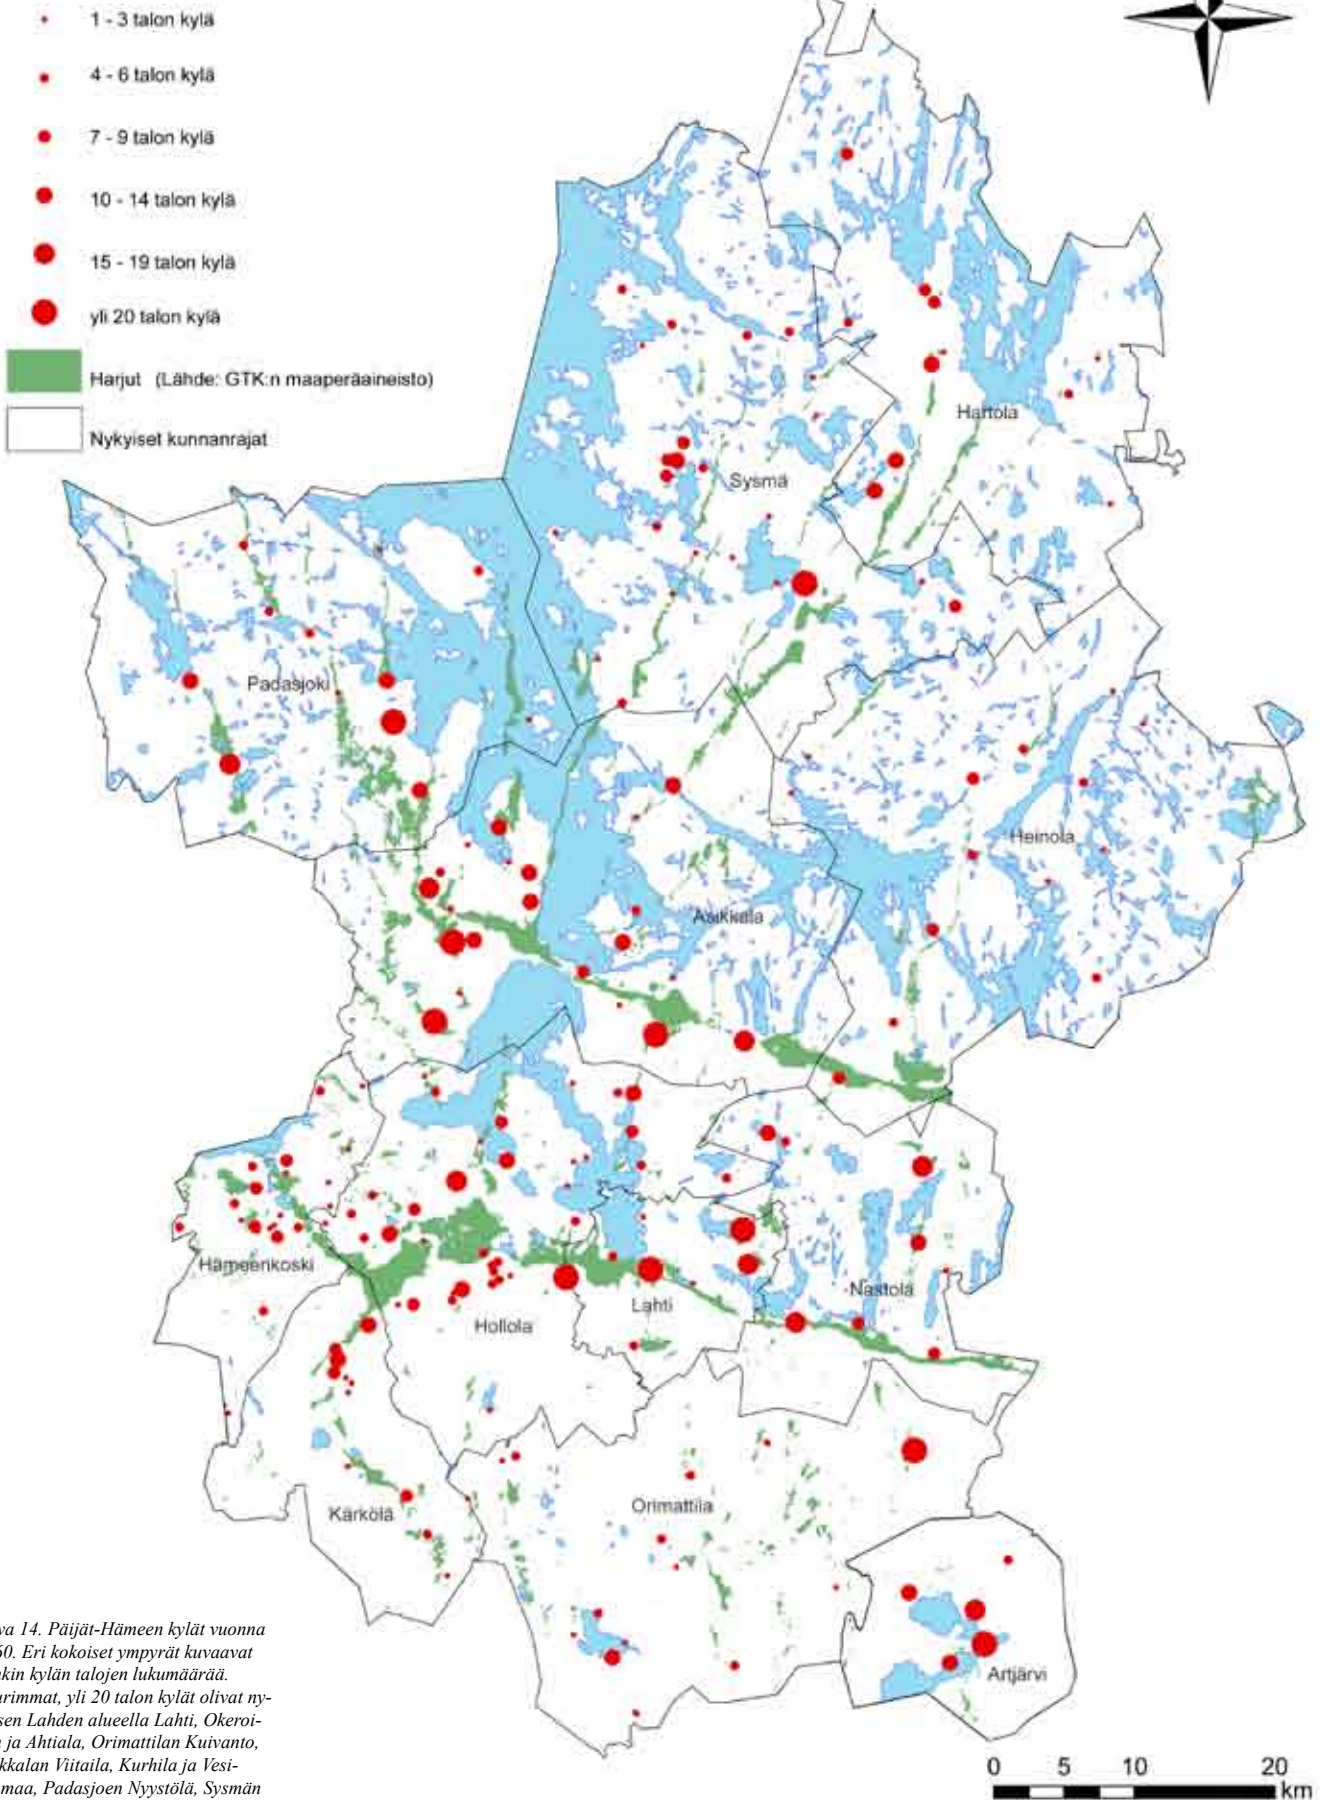 1 - 3 talon kylä
4 - 6 talon kylä
7 - 9 talon kylä
10 - 14 talon kylä
15 - 19 talon kylä
yli 20 talon kylä
Harjut (Lähde: GTK:n maaperäaineisto)
Nykyiset kunnanrajat
Hartola
Sysmä
Padasjoki
Heinola
Asikkala
Hämeenkoski
Nastola
Lahti
Hollola
Orimattila
Kärkölä
Artjärvi
va 14. Päijät-Hämeen kylät vuonna
60. Eri kokoiset ympyrät kuvaavat
nkin kylän talojen lukumäärää.
urimmat, yli 20 talon kylät olivat ny-
sen Lahden alueella Lahti, Okeroi-
n ja Ahtiala, Orimattilan Kuivanto,
kkalan Viitaila, Kurhila ja Vesi-
maa, Padasjoen Nyystölä, Sysmän
0 5 10 20
km